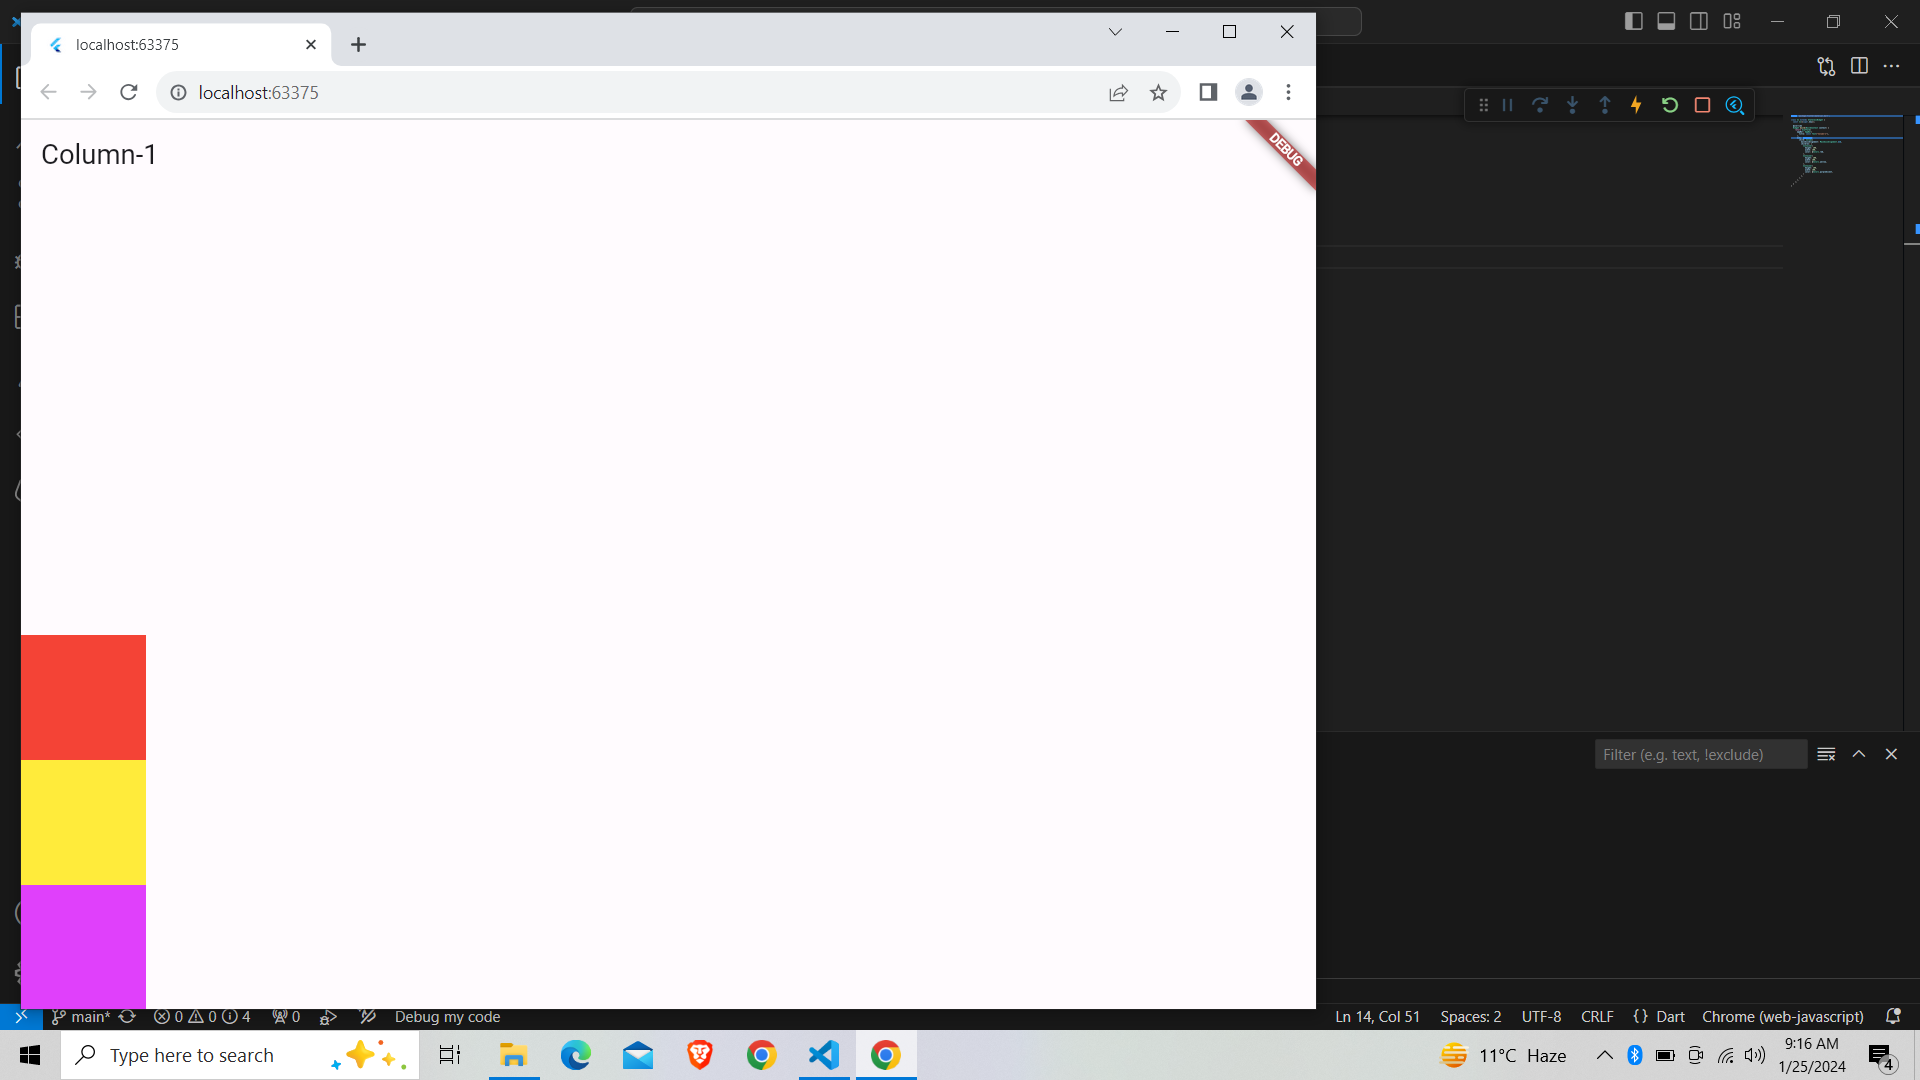 localhost:63375
localhost:63375
Column-1
DEBUG
Filter (e.g. text, !exclude)
main*
0
0
4
0
Debug my code
Ln 14, Col 51
Spaces: 2
UTF-8
CRLF
{ } Dart
Chrome (web-javascript)
Type here to search
11°C Haze
9:16 AM
1/25/2024
4